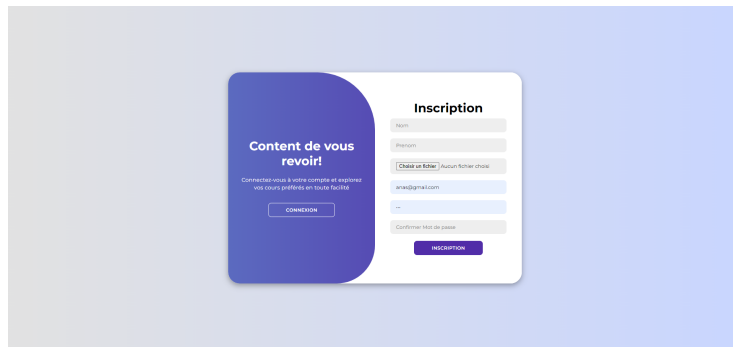 Content de vous
revoir!
Connectez-vous à votre compte et explorez
vos cours préférés en toute facilité
CONNEXION
Inscription
Nom
Prenom
Choisir un fichier Aucun fichier choisi
anas@gmail.com
Confirmer Mot de passe
INSCRIPTION